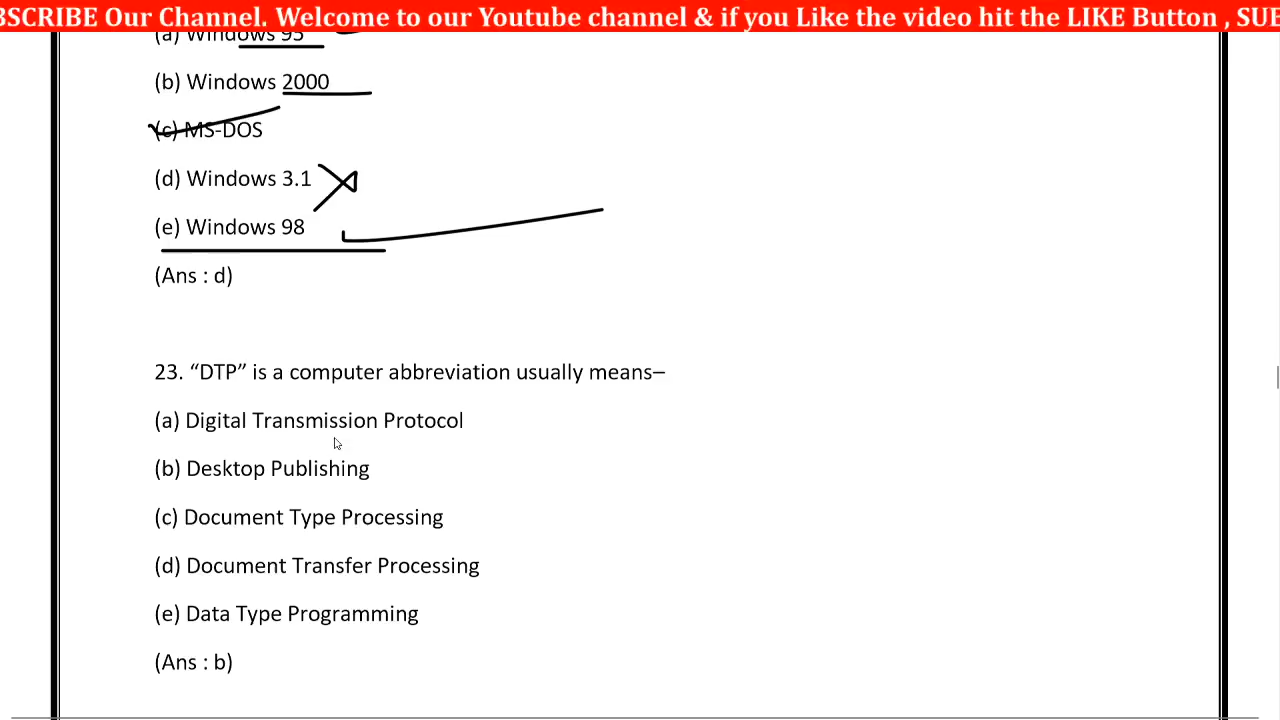 BSCRIBE Our Channel. Welcome to our Youtube channel & if you Like the video hit the LIKE Button , SUB
(a) Windows 95
(b) Windows 2000
(c) MS-DOS
(d) Windows 3.1
(e) Windows 98
(Ans : d)
23. “DTP” is a computer abbreviation usually means–
(a) Digital Transmission Protocol
(b) Desktop Publishing
(c) Document Type Processing
(d) Document Transfer Processing
(e) Data Type Programming
(Ans : b)